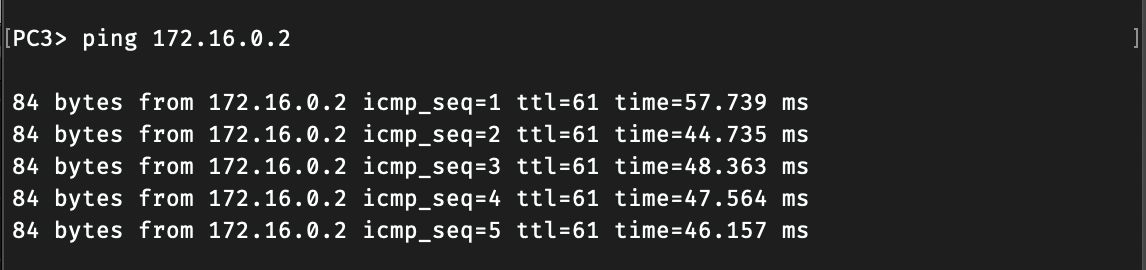 [PC3> ping 172.16.0.2 ]
84 bytes from 172.16.0.2 icmp_seq=1 ttl=61 time=57.739 ms
84 bytes from 172.16.0.2 icmp_seq=2 ttl=61 time=44.735 ms
84 bytes from 172.16.0.2 icmp_seq=3 ttl=61 time=48.363 ms
84 bytes from 172.16.0.2 icmp_seq=4 ttl=61 time=47.564 ms
84 bytes from 172.16.0.2 icmp_seq=5 ttl=61 time=46.157 ms